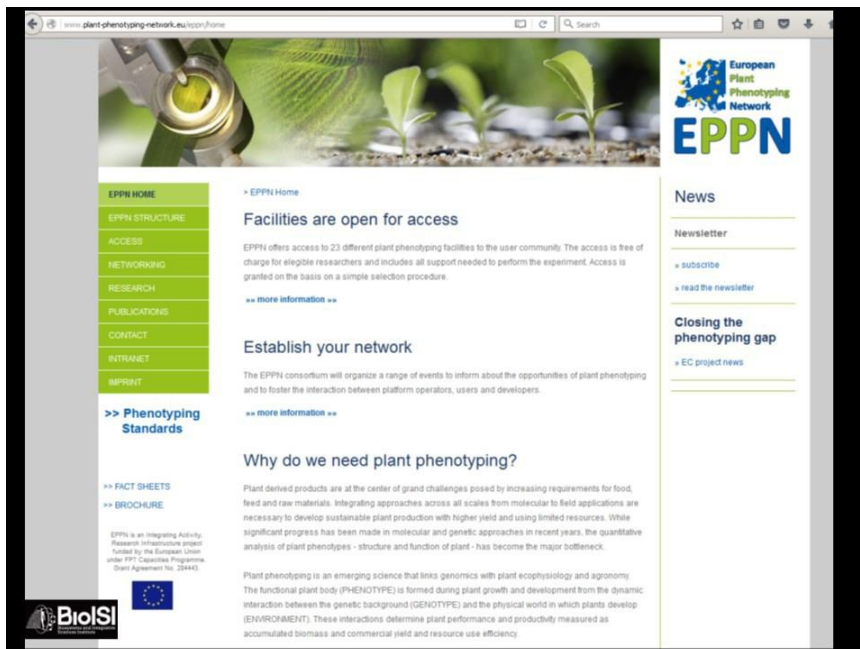 www.plant-phenotyping-network.eu/eppn/home
Search
European
Plant
Phenotyping
Network
EPPN
EPPN HOME
EPPN STRUCTURE
ACCESS
NETWORKING
RESEARCH
PUBLICATIONS
CONTACT
INTRANET
IMPRINT
>> Phenotyping
Standards
>> FACT SHEETS
>> BROCHURE
EPPN is an Integrating Activity,
Research Infrastructure project
funded by the European Union
under FP7 Capacities Programme.
Grant Agreement No. 284443.
BioISI
Biosystems and Integrative
Sciences Institute
> EPPN Home
Facilities are open for access
EPPN offers access to 23 different plant phenotyping facilities to the user community. The access is free of
charge for elegible researchers and includes all support needed to perform the experiment. Access is
granted on the basis on a simple selection procedure.
»» more information »»
Establish your network
The EPPN consortium will organize a range of events to inform about the opportunities of plant phenotyping
and to foster the interaction between platform operators, users and developers.
»» more information »»
Why do we need plant phenotyping?
Plant derived products are at the center of grand challenges posed by increasing requirements for food,
feed and raw materials. Integrating approaches across all scales from molecular to field applications are
necessary to develop sustainable plant production with higher yield and using limited resources. While
significant progress has been made in molecular and genetic approaches in recent years, the quantitative
analysis of plant phenotypes - structure and function of plant - has become the major bottleneck.
Plant phenotyping is an emerging science that links genomics with plant ecophysiology and agronomy.
The functional plant body (PHENOTYPE) is formed during plant growth and development from the dynamic
interaction between the genetic background (GENOTYPE) and the physical world in which plants develop
(ENVIRONMENT). These interactions determine plant performance and productivity measured as
accumulated biomass and commercial yield and resource use efficiency.
News
Newsletter
» subscribe
» read the newsletter
Closing the
phenotyping gap
» EC project news